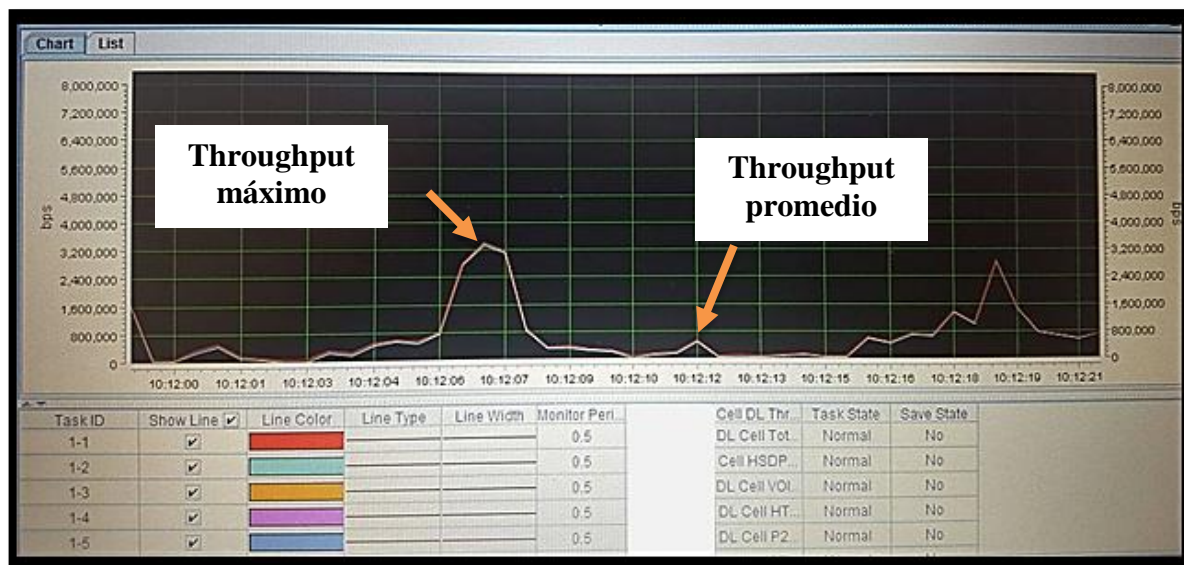 Chart List
8,000,000 8,000,000
7,200,000 7,200,000
6,400,000 6,400,000
5,600,000 5,600,000
4,800,000 4,800,000
4,000,000 4,000,000
3,200,000 3,200,000
2,400,000 2,400,000
1,600,000 1,600,000
800,000 800,000
0 0
bps
bps
Throughput
máximo
Throughput
promedio
10:12:00 10:12:01 10:12:03 10:12:04 10:12:06 10:12:07 10:12:09 10:12:10 10:12:12 10:12:13 10:12:15 10:12:16 10:12:18 10:12:19 10:12:21
Task ID Show Line Line Color Line Type Line Width Monitor Peri... Cell DL Thr... Task State Save State
1-1 0.5 DL Cell Tot... Normal No
1-2 0.5 Cell HSDP... Normal No
1-3 0.5 DL Cell VOI... Normal No
1-4 0.5 DL Cell HT... Normal No
1-5 0.5 DL Cell P2... Normal No